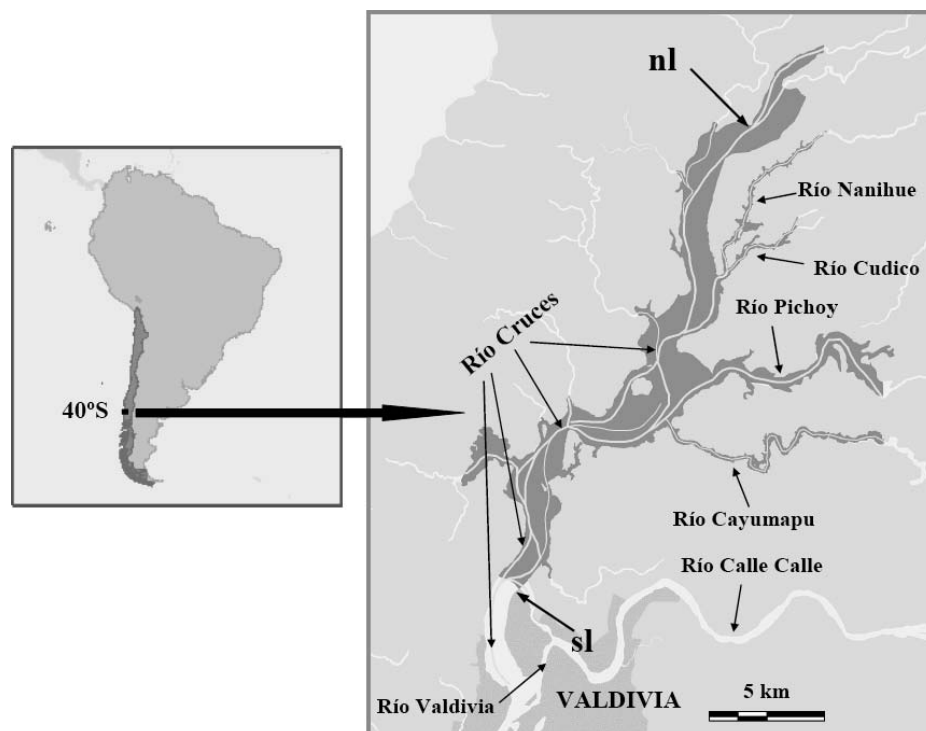 nl
Río Nanihue
Río Cudico
Río Pichoy
Río Cruces
40ºS
Río Cayumapu
Río Calle Calle
sl
Río Valdivia
VALDIVIA
5 km